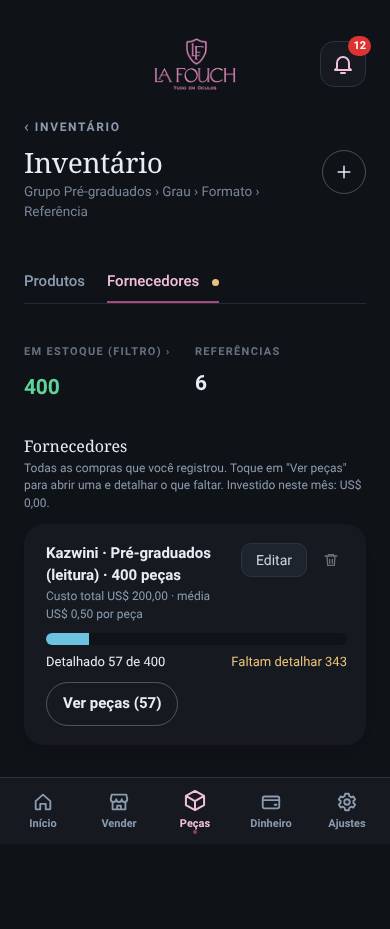 12
LF
LA FOUCH
TUDO EM ÓCULOS
‹ INVENTÁRIO
Inventário
Grupo Pré-graduados › Grau › Formato ›
Referência
+
Produtos
Fornecedores
EM ESTOQUE (FILTRO) ›
REFERÊNCIAS
400
6
Fornecedores
Todas as compras que você registrou. Toque em "Ver peças"
para abrir uma e detalhar o que faltar. Investido neste mês: US$
0,00.
Kazwini · Pré-graduados
(leitura) · 400 peças
Editar
Custo total US$ 200,00 · média
US$ 0,50 por peça
Detalhado 57 de 400
Faltam detalhar 343
Ver peças (57)
Início
Vender
Peças
Dinheiro
Ajustes